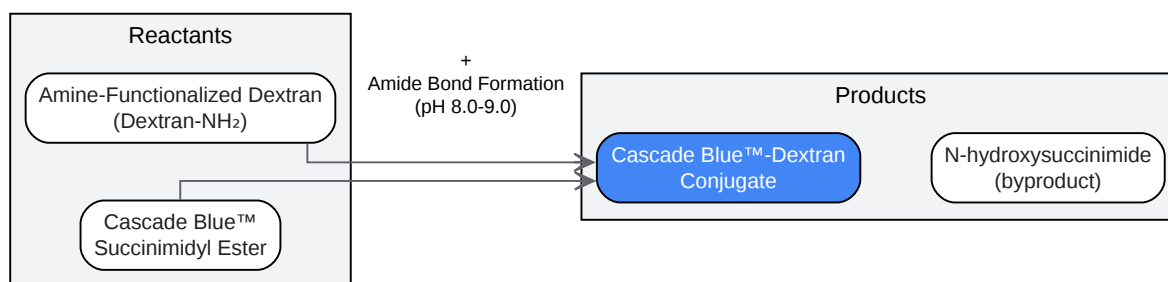 Reactants
Amine-Functionalized Dextran
(Dextran-NH₂)
Cascade Blue™
Succinimidyl Ester
+
Amide Bond Formation
(pH 8.0-9.0)
Products
Cascade Blue™-Dextran
Conjugate
N-hydroxysuccinimide
(byproduct)